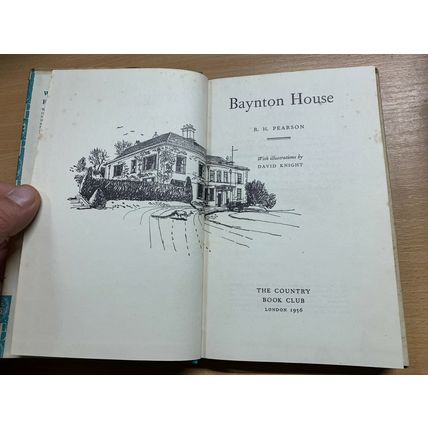 Baynton House
R. H. PEARSON
With illustrations by
DAVID KNIGHT
THE COUNTRY
BOOK CLUB
LONDON 1956